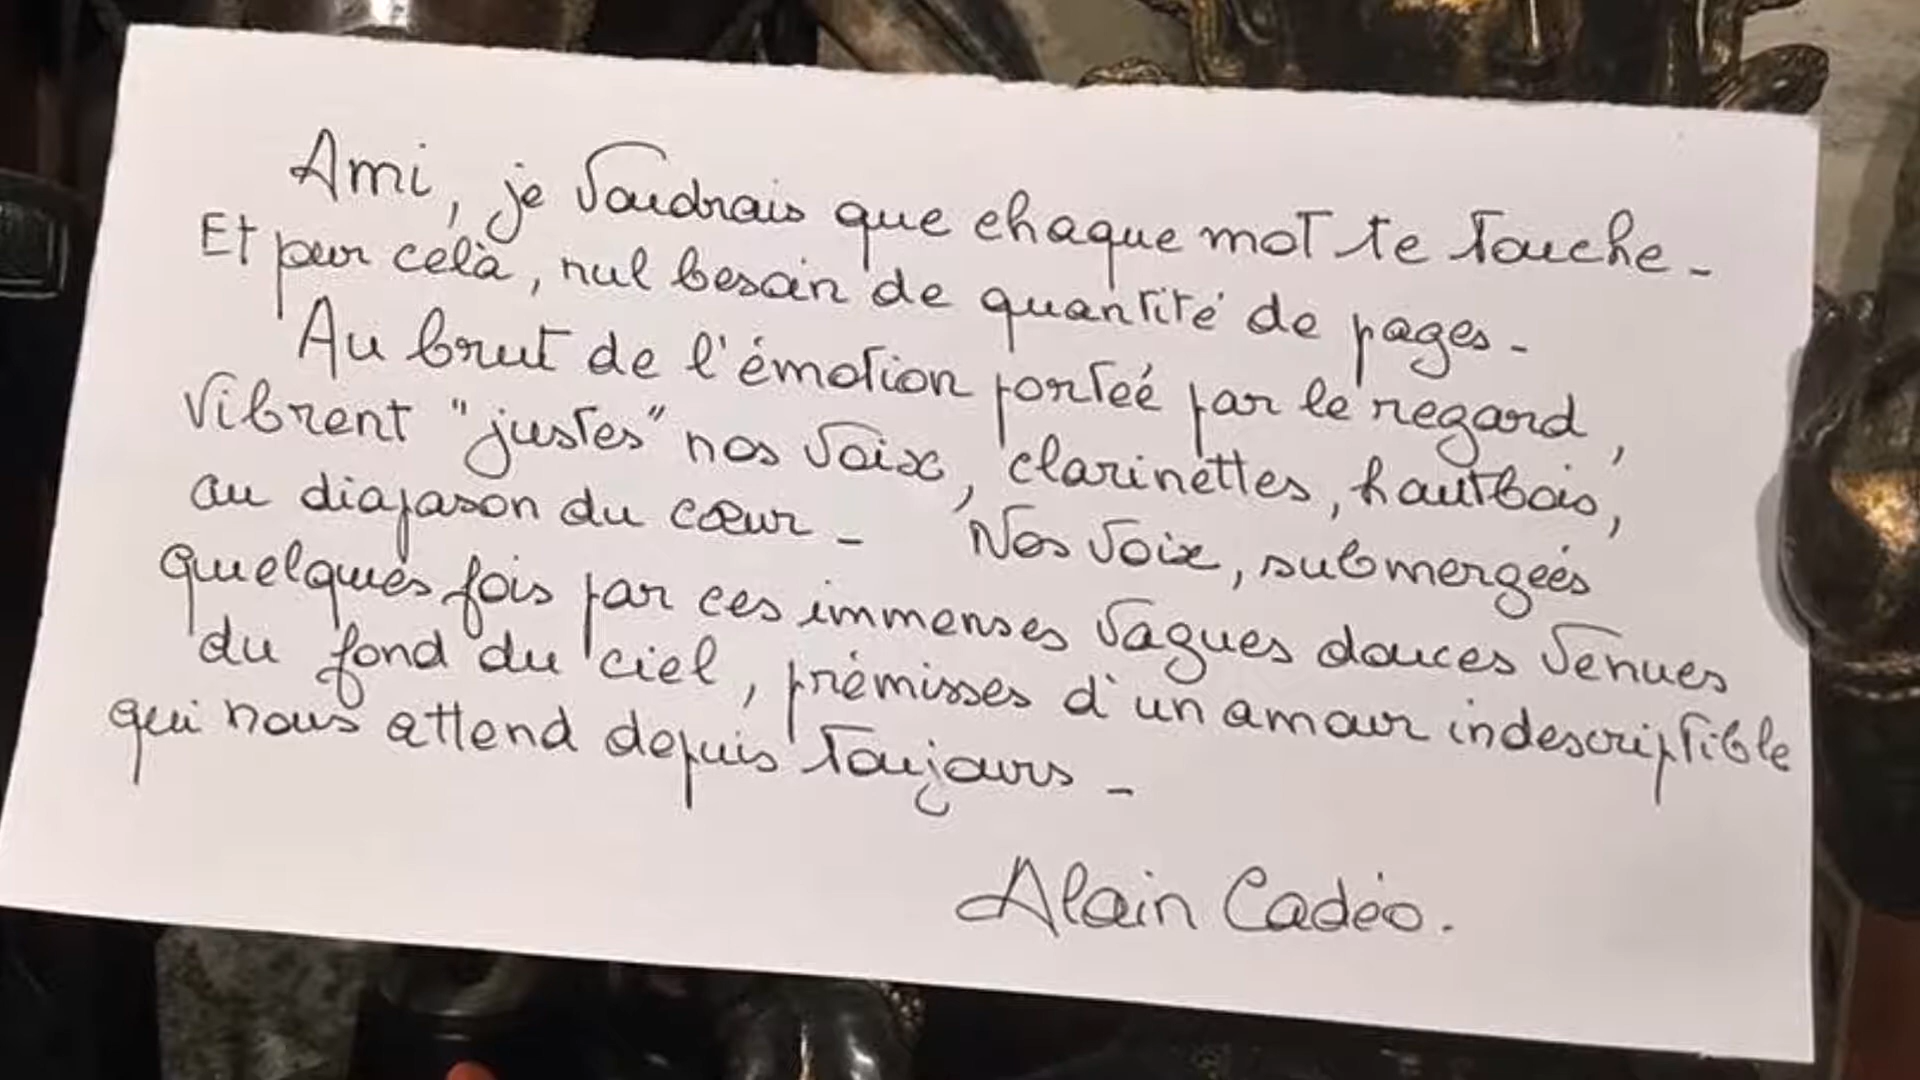 Ami, je voudrais que chaque mot te touche -
Et pour celà, nul besoin de quantité de pages -
Au brut de l'émotion portée par le regard,
vibrent "justes" nos voix, clarinettes, hautbois,
au diapason du cœur - Nos voix, submergées
quelques fois par ces immenses vagues douces venues
du fond du ciel, prémisses d'un amour indescriptible
qui nous attend depuis toujours -
Alain Cadéo.